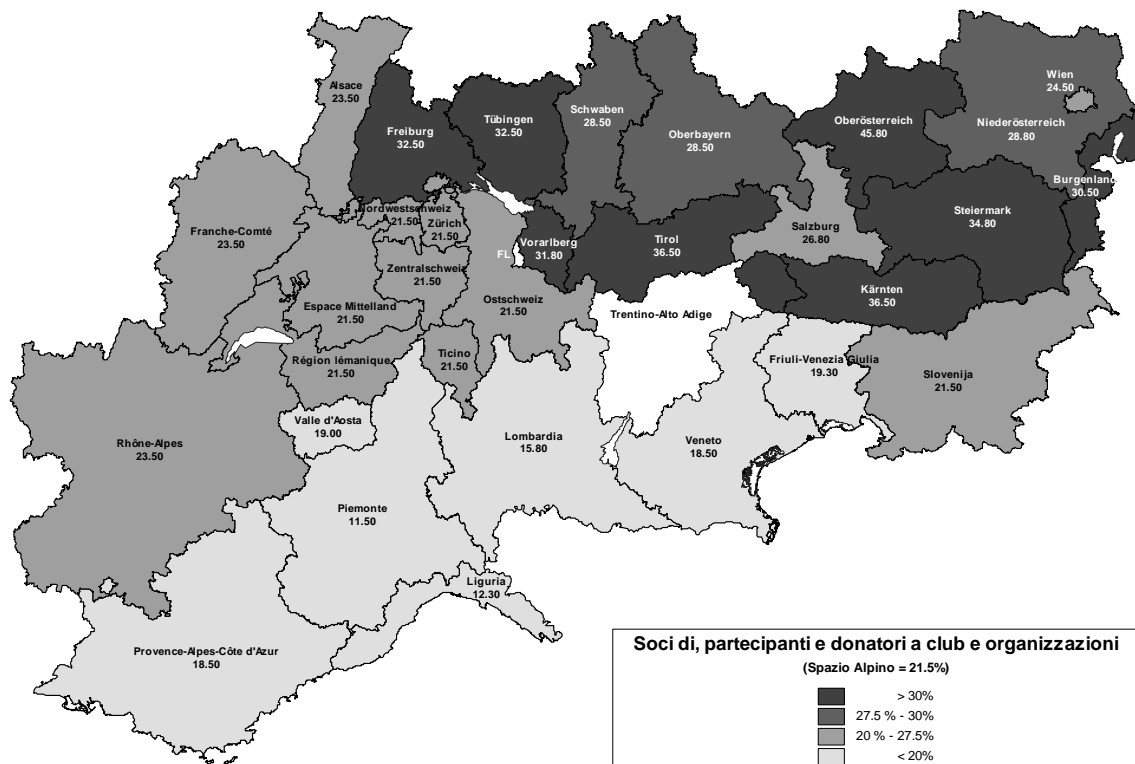 Alsace
23.50
Freiburg
32.50
Tübingen
32.50
Schwaben
28.50
Oberbayern
28.50
Oberösterreich
45.80
Wien
24.50
Niederösterreich
28.80
Burgenland
30.50
Steiermark
34.80
Salzburg
26.80
Kärnten
36.50
Tirol
36.50
Vorarlberg
31.80
FL
Franche-Comté
23.50
Nordwestschweiz
21.50
Zürich
21.50
Zentralschweiz
21.50
Espace Mittelland
21.50
Ostschweiz
21.50
Région lémanique
21.50
Ticino
21.50
Trentino-Alto Adige
Friuli-Venezia Giulia
19.30
Slovenija
21.50
Valle d'Aosta
19.00
Rhône-Alpes
23.50
Lombardia
15.80
Veneto
18.50
Piemonte
11.50
Liguria
12.30
Provence-Alpes-Côte d'Azur
18.50
Soci di, partecipanti e donatori a club e organizzazioni
(Spazio Alpino = 21.5%)
> 30%
27.5 % - 30%
20 % - 27.5%
< 20%